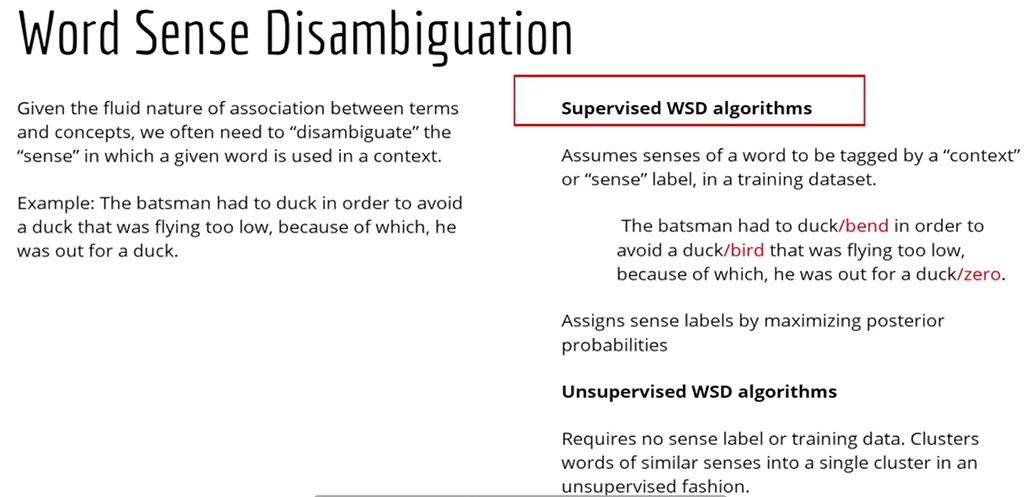 Word Sense Disambiguation
Given the fluid nature of association between terms
and concepts, we often need to “disambiguate” the
“sense” in which a given word is used in a context.
Example: The batsman had to duck in order to avoid
a duck that was flying too low, because of which, he
was out for a duck.
Supervised WSD algorithms
Assumes senses of a word to be tagged by a “context”
or “sense” label, in a training dataset.
The batsman had to duck/bend in order to
avoid a duck/bird that was flying too low,
because of which, he was out for a duck/zero.
Assigns sense labels by maximizing posterior
probabilities
Unsupervised WSD algorithms
Requires no sense label or training data. Clusters
words of similar senses into a single cluster in an
unsupervised fashion.